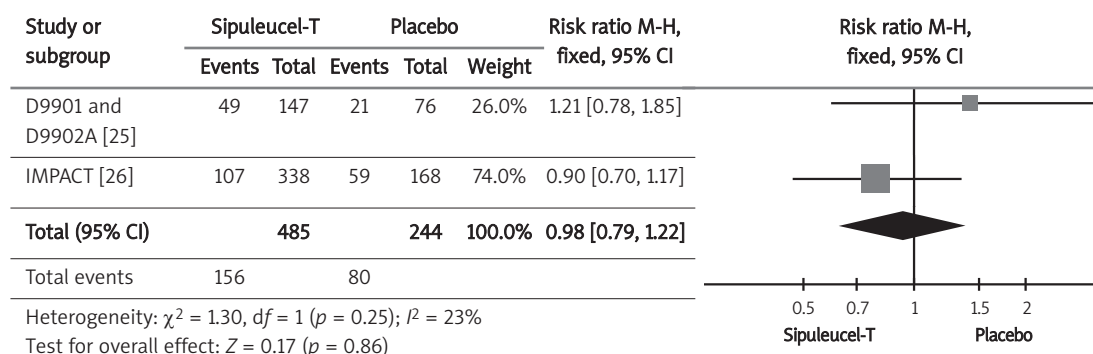 Study or subgroup Sipuleucel-T Placebo Risk ratio M-H, fixed, 95% CI Risk ratio M-H, fixed, 95% CI
Events Total Events Total Weight
D9901 and D9902A [25] 49 147 21 76 26.0% 1.21 [0.78, 1.85]
IMPACT [26] 107 338 59 168 74.0% 0.90 [0.70, 1.17]
Total (95% CI) 485 244 100.0% 0.98 [0.79, 1.22]
Total events 156 80
Heterogeneity: χ² = 1.30, df = 1 (p = 0.25); I² = 23%
Test for overall effect: Z = 0.17 (p = 0.86)
0.5 0.7 1 1.5 2
Sipuleucel-T Placebo